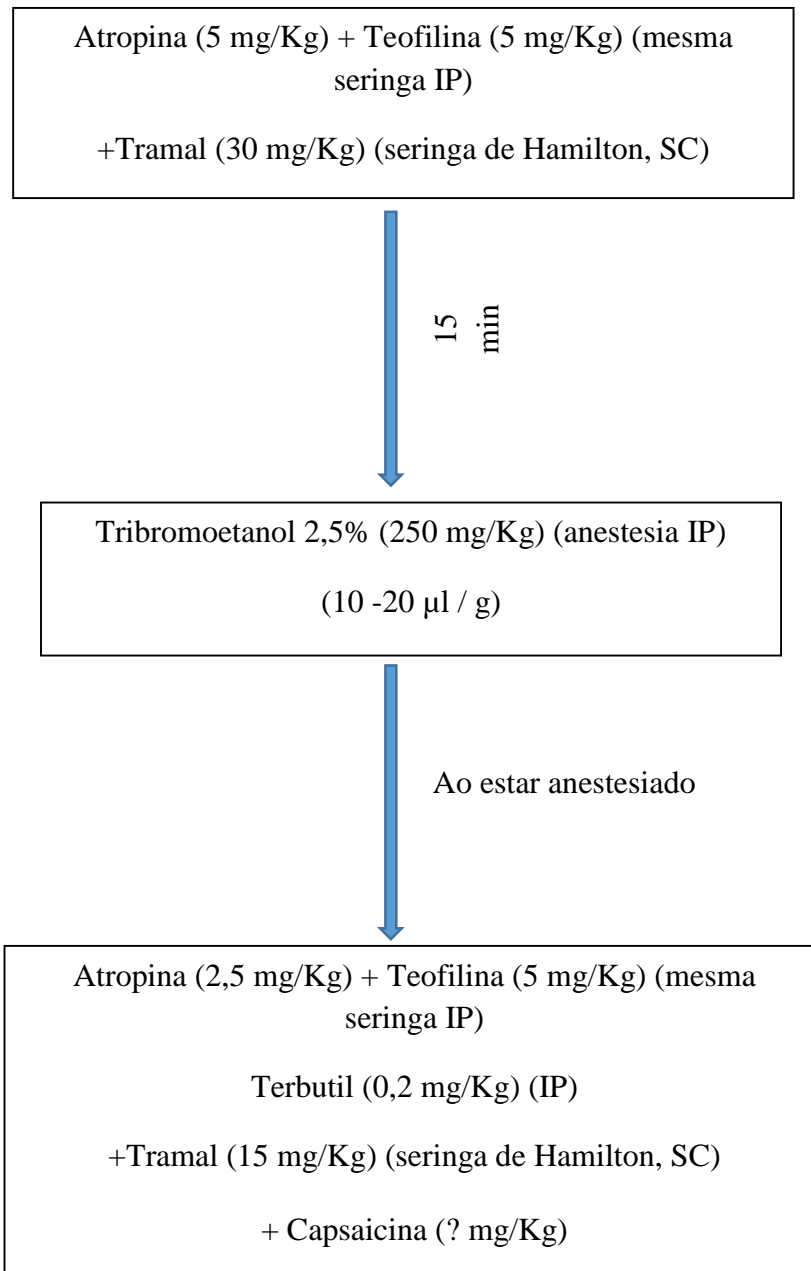 Atropina (5 mg/Kg) + Teofilina (5 mg/Kg) (mesma
seringa IP)
+Tramal (30 mg/Kg) (seringa de Hamilton, SC)
15
min
Tribromoetanol 2,5% (250 mg/Kg) (anestesia IP)
(10 -20 µl / g)
Ao estar anestesiado
Atropina (2,5 mg/Kg) + Teofilina (5 mg/Kg) (mesma
seringa IP)
Terbutil (0,2 mg/Kg) (IP)
+Tramal (15 mg/Kg) (seringa de Hamilton, SC)
+ Capsaicina (? mg/Kg)